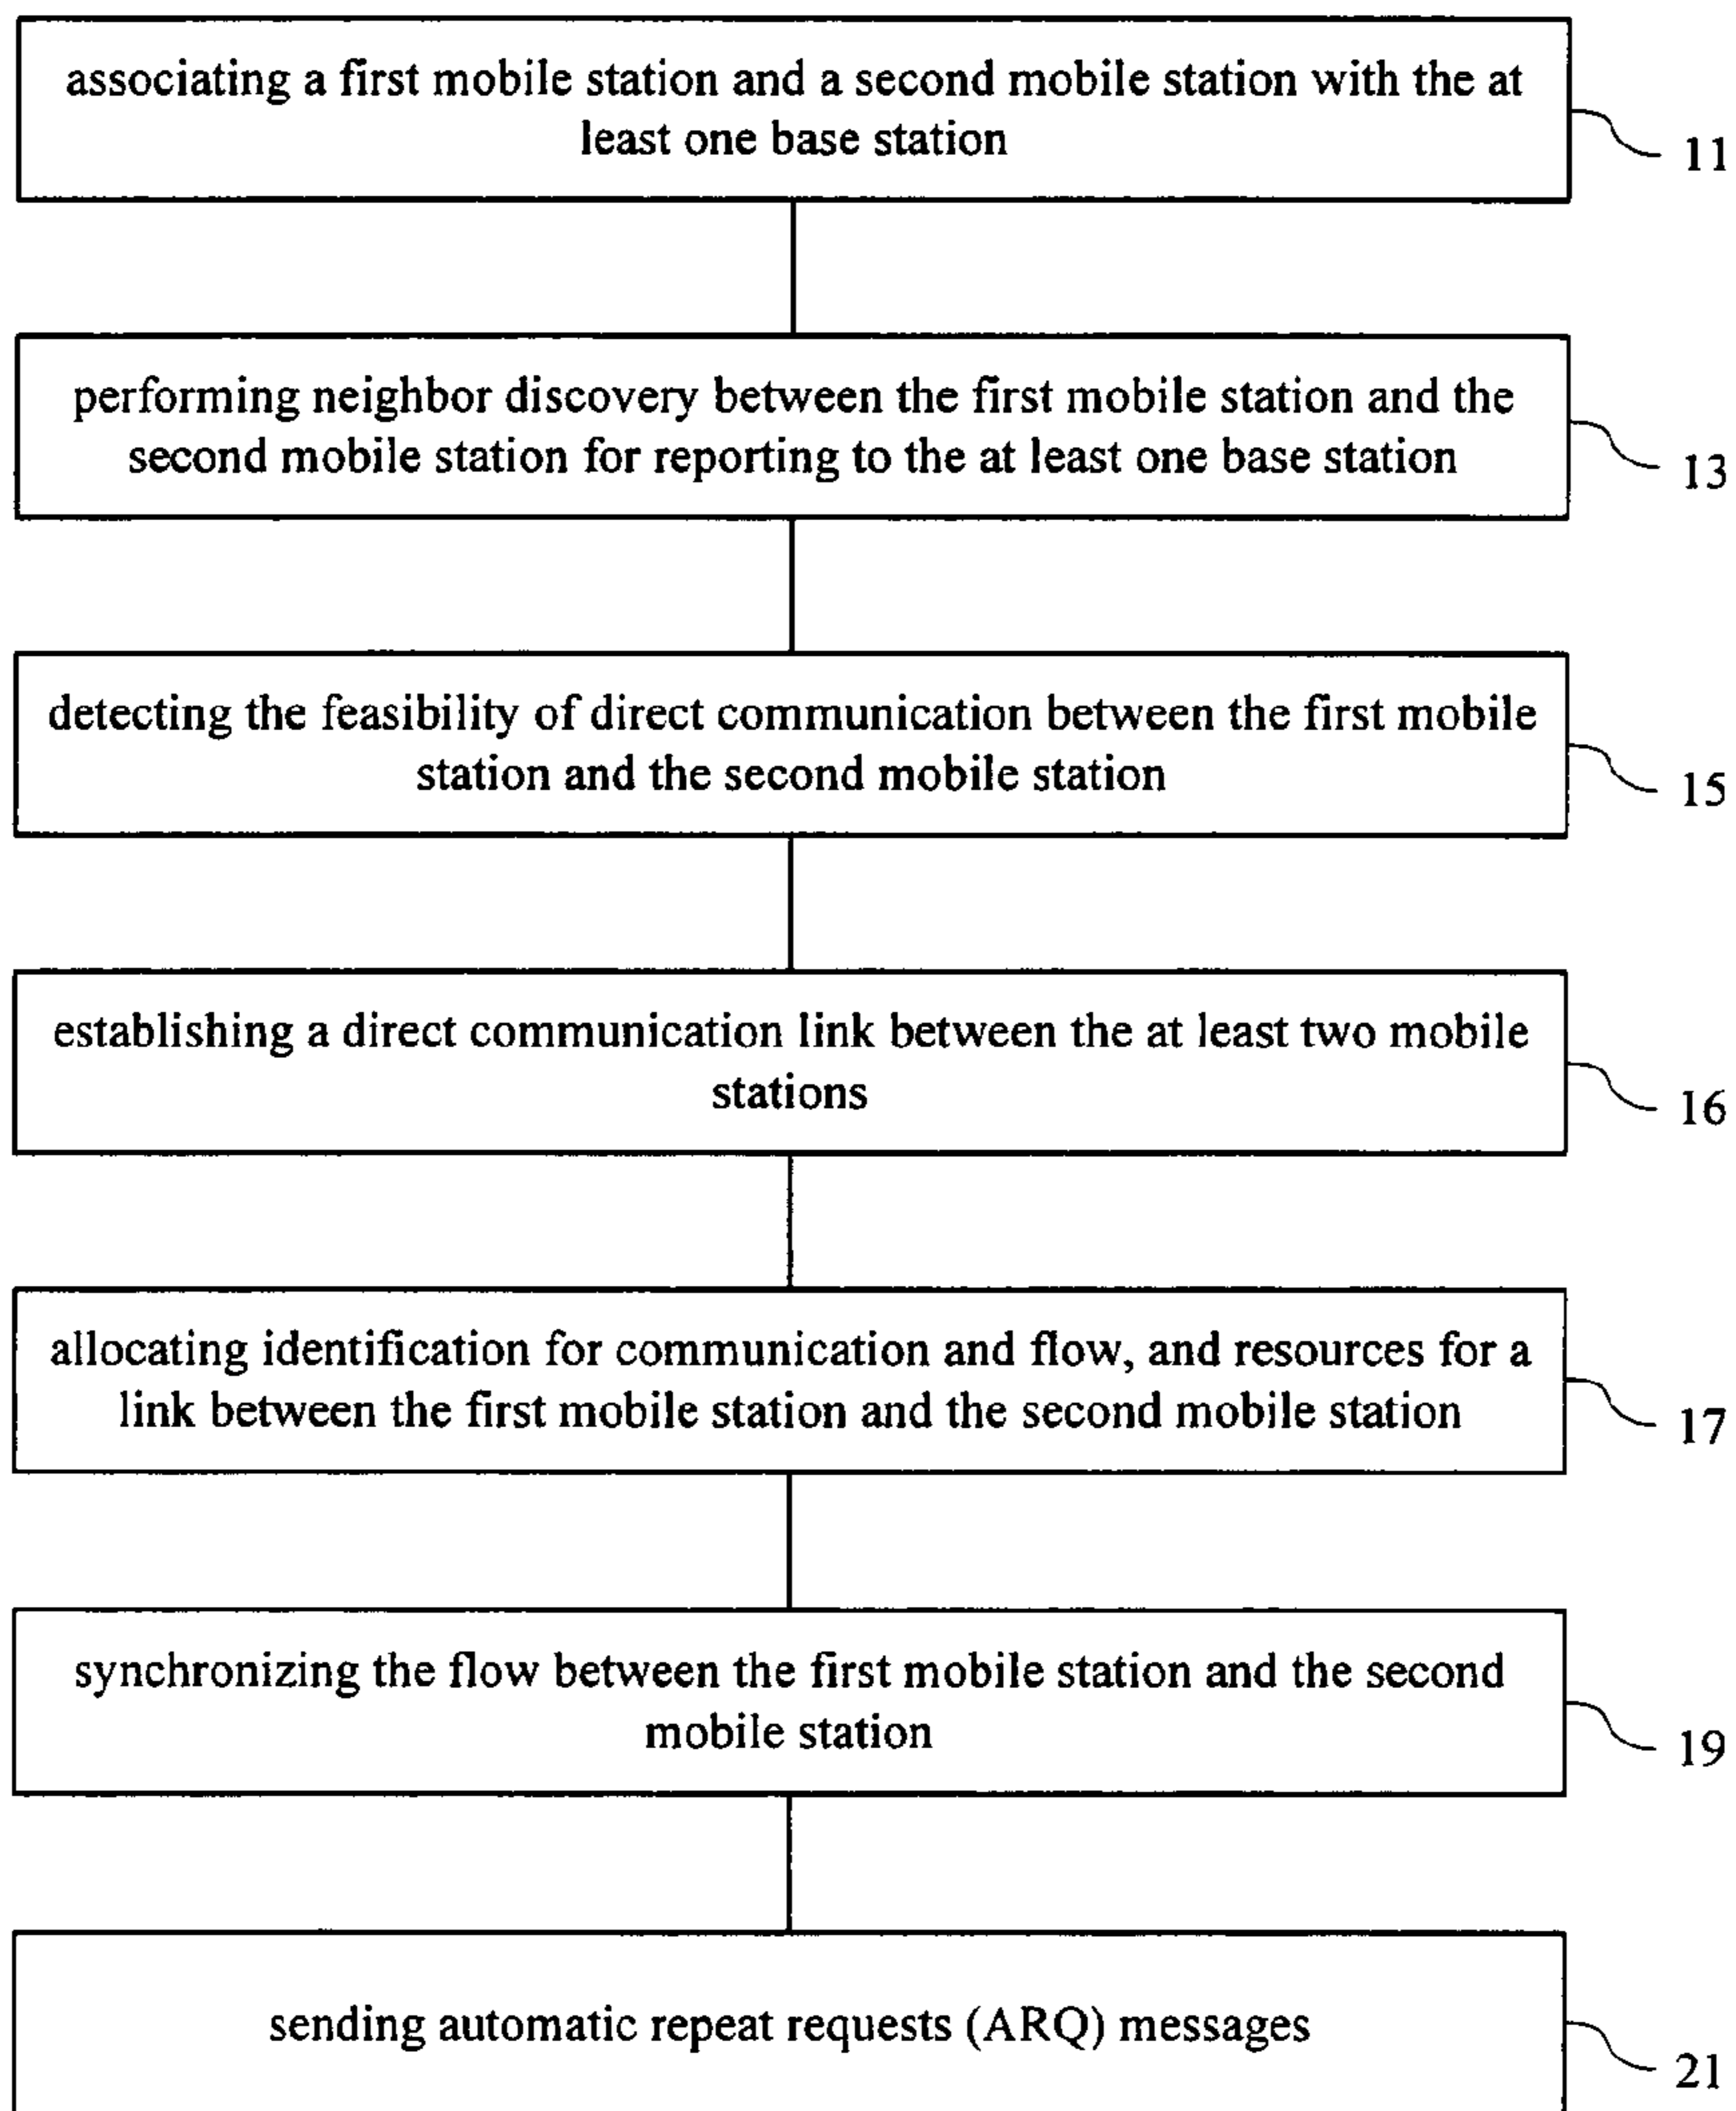 associating a first mobile station and a second mobile station with the at
least one base station
11
performing neighbor discovery between the first mobile station and the
second mobile station for reporting to the at least one base station
13
detecting the feasibility of direct communication between the first mobile
station and the second mobile station
15
establishing a direct communication link between the at least two mobile
stations
16
allocating identification for communication and flow, and resources for a
link between the first mobile station and the second mobile station
17
synchronizing the flow between the first mobile station and the second
mobile station
19
sending automatic repeat requests (ARQ) messages
21